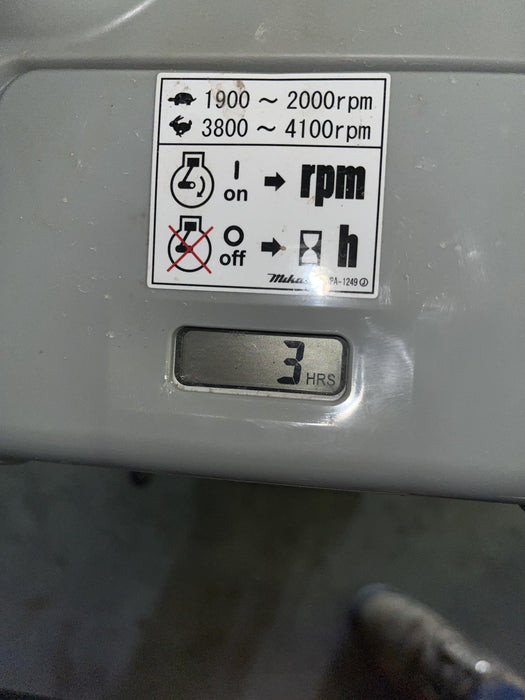 1900 ~ 2000rpm
3800 ~ 4100rpm
I
on
rpm
O
off
h
PA-1249
3 HRS